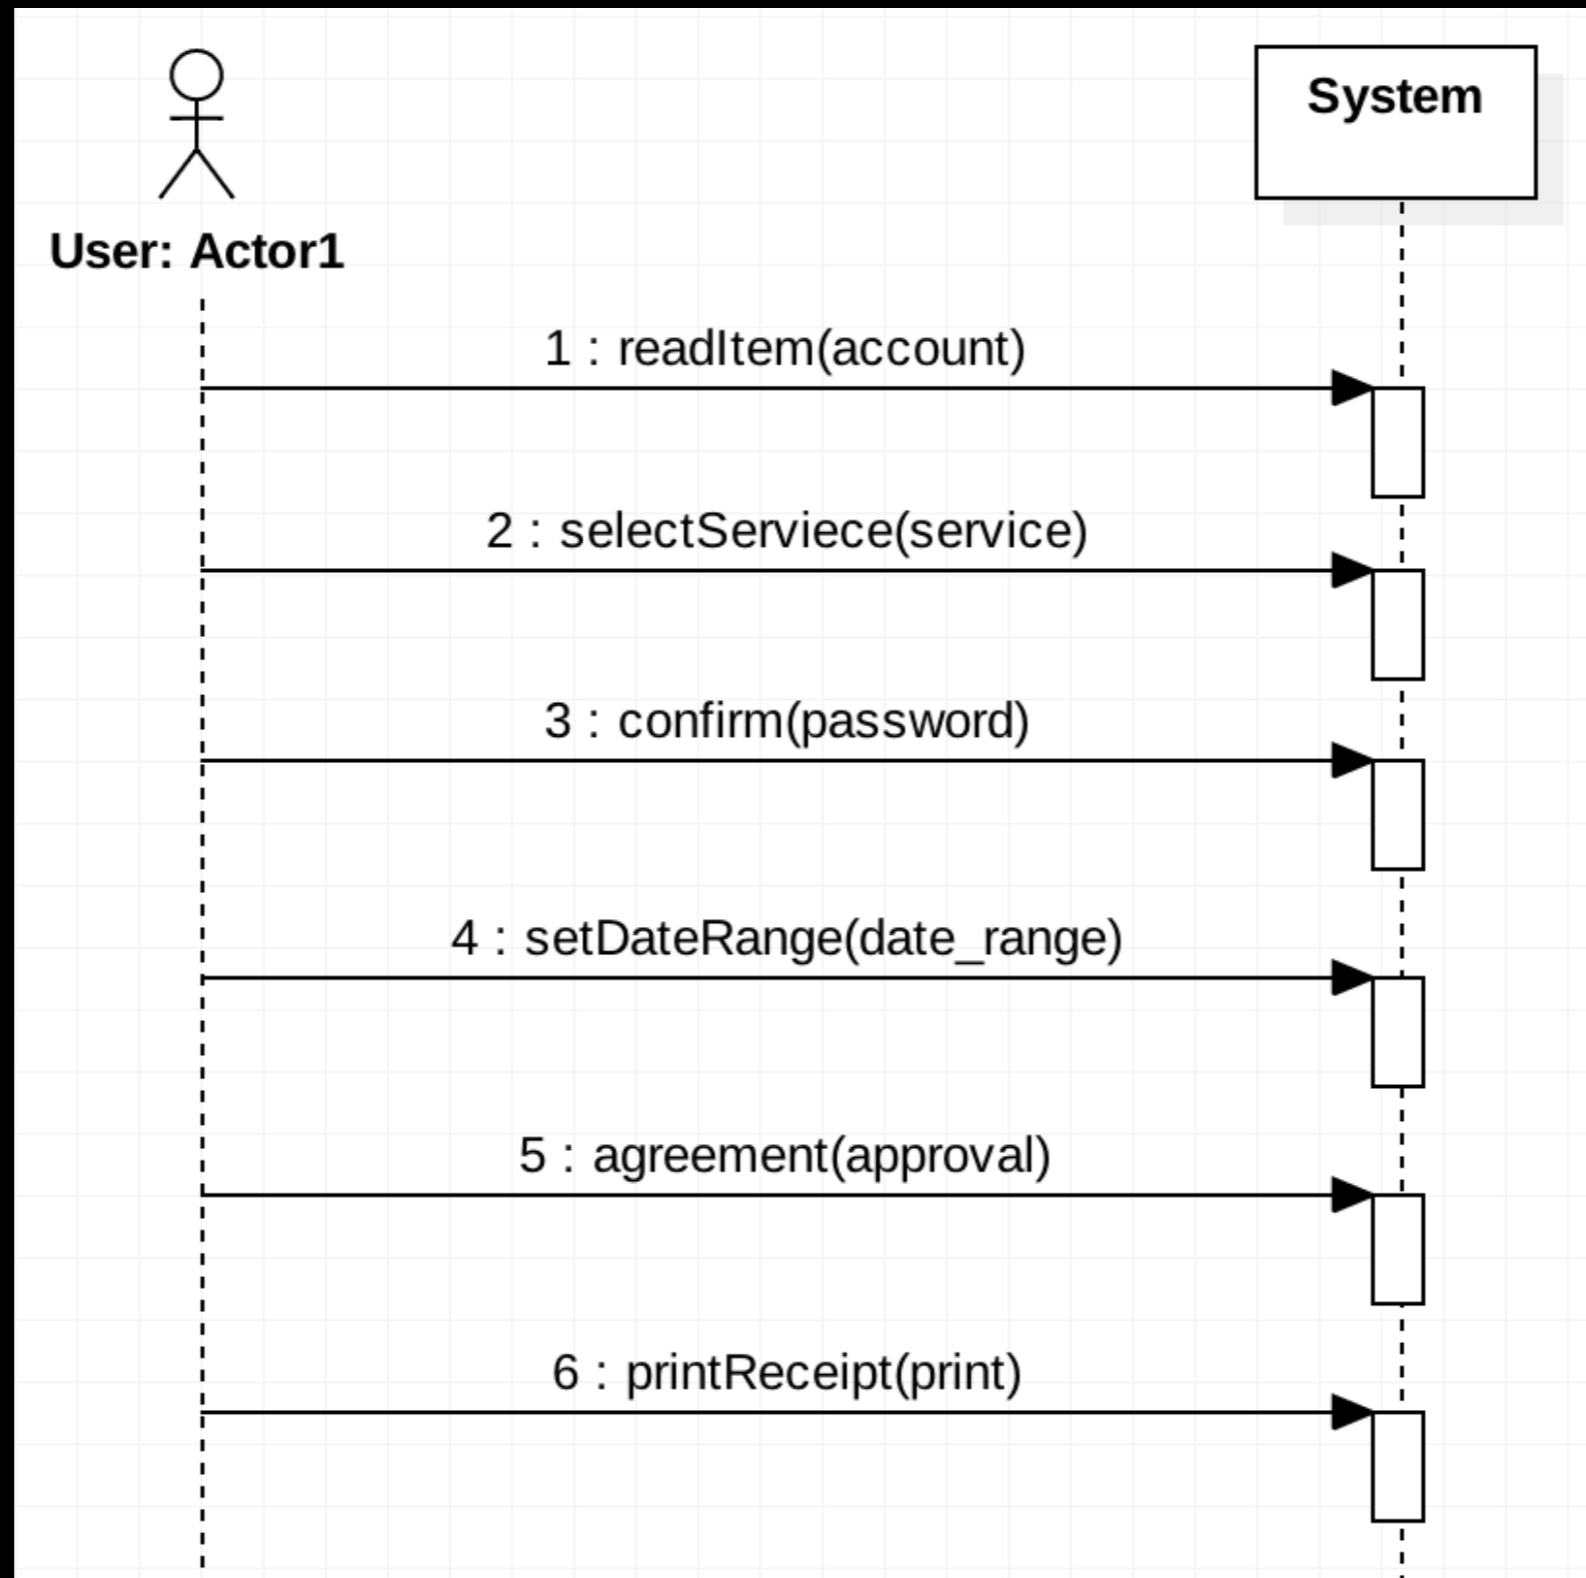 System
User: Actor1
1 : readItem(account)
2 : selectServiece(service)
3 : confirm(password)
4 : setDateRange(date_range)
5 : agreement(approval)
6 : printReceipt(print)